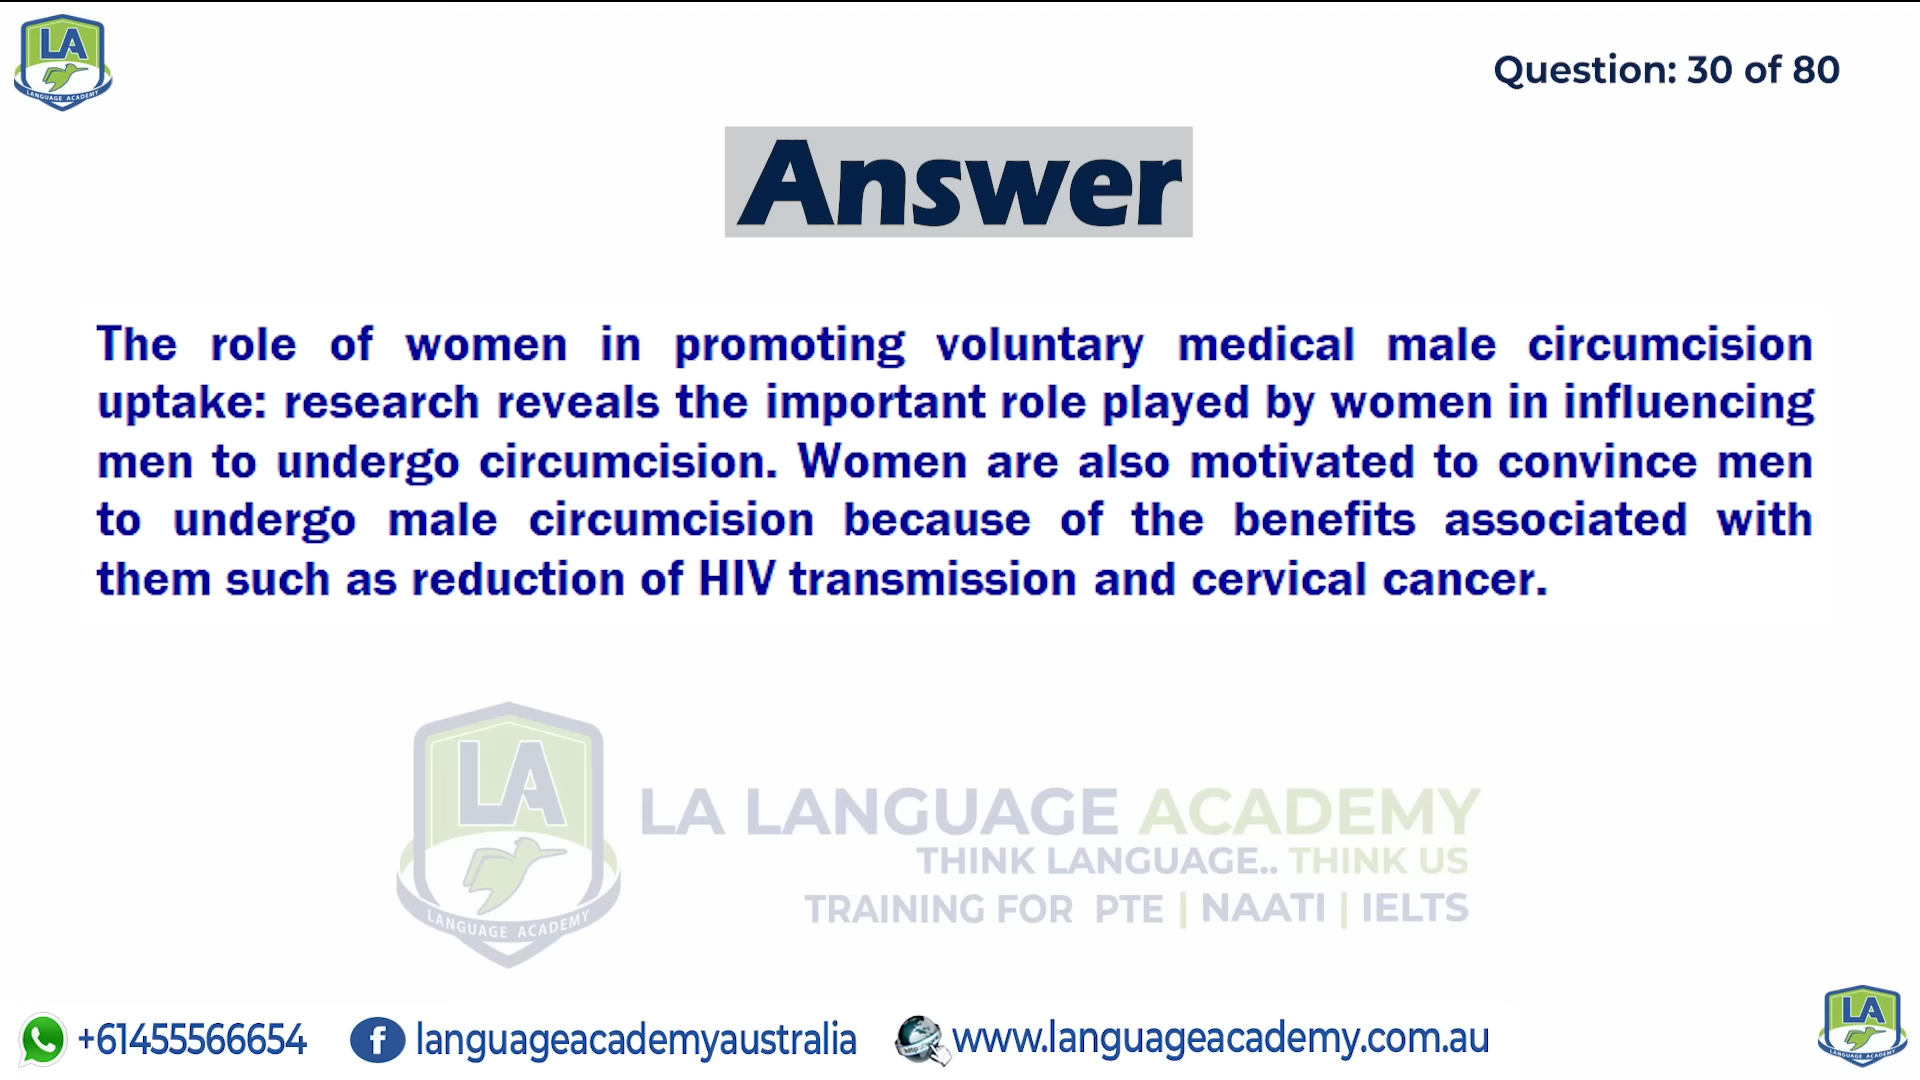 LA
LANGUAGE ACADEMY
Question: 30 of 80
Answer
The role of women in promoting voluntary medical male circumcision
uptake: research reveals the important role played by women in influencing
men to undergo circumcision. Women are also motivated to convince men
to undergo male circumcision because of the benefits associated with
them such as reduction of HIV transmission and cervical cancer.
LA
LANGUAGE ACADEMY
LA LANGUAGE ACADEMY
THINK LANGUAGE.. THINK US
TRAINING FOR PTE | NAATI | IELTS
+61455566654
f
languageacademyaustralia
http://
www.languageacademy.com.au
LA
LANGUAGE ACADEMY